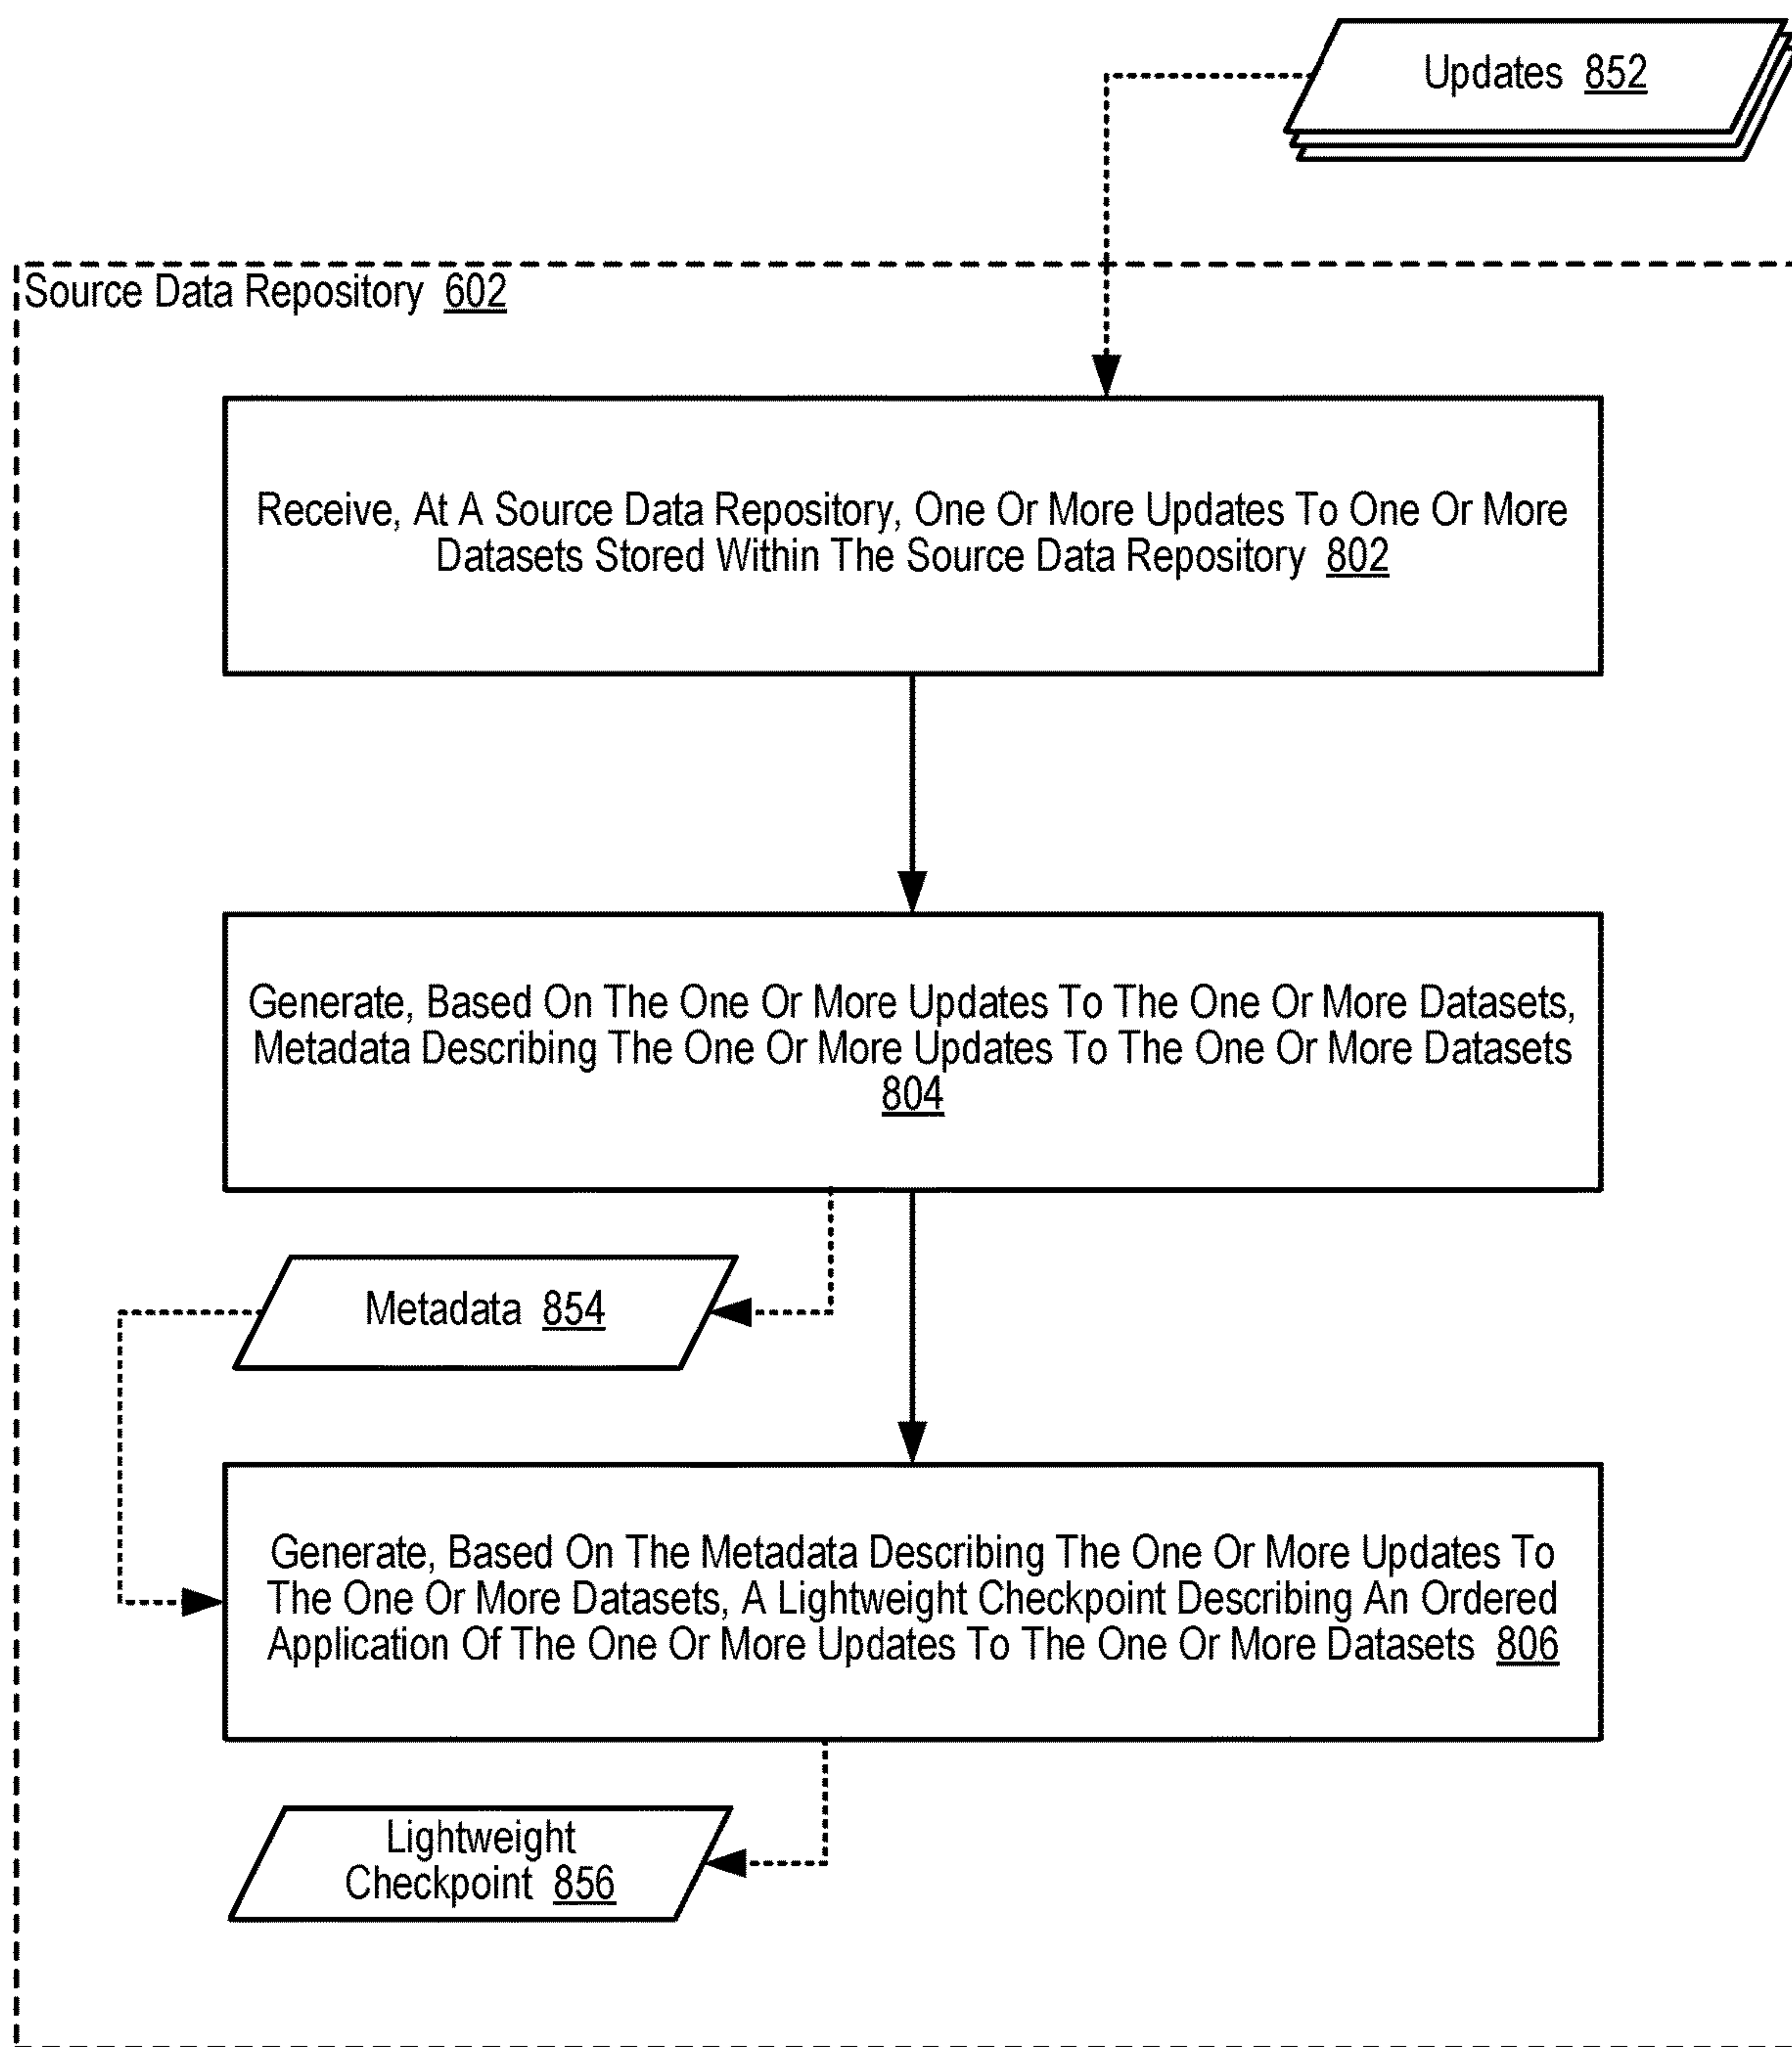 Updates 852
Source Data Repository 602
Receive, At A Source Data Repository, One Or More Updates To One Or More
Datasets Stored Within The Source Data Repository 802
Generate, Based On The One Or More Updates To The One Or More Datasets,
Metadata Describing The One Or More Updates To The One Or More Datasets
804
Metadata 854
Generate, Based On The Metadata Describing The One Or More Updates To
The One Or More Datasets, A Lightweight Checkpoint Describing An Ordered
Application Of The One Or More Updates To The One Or More Datasets 806
Lightweight
Checkpoint 856